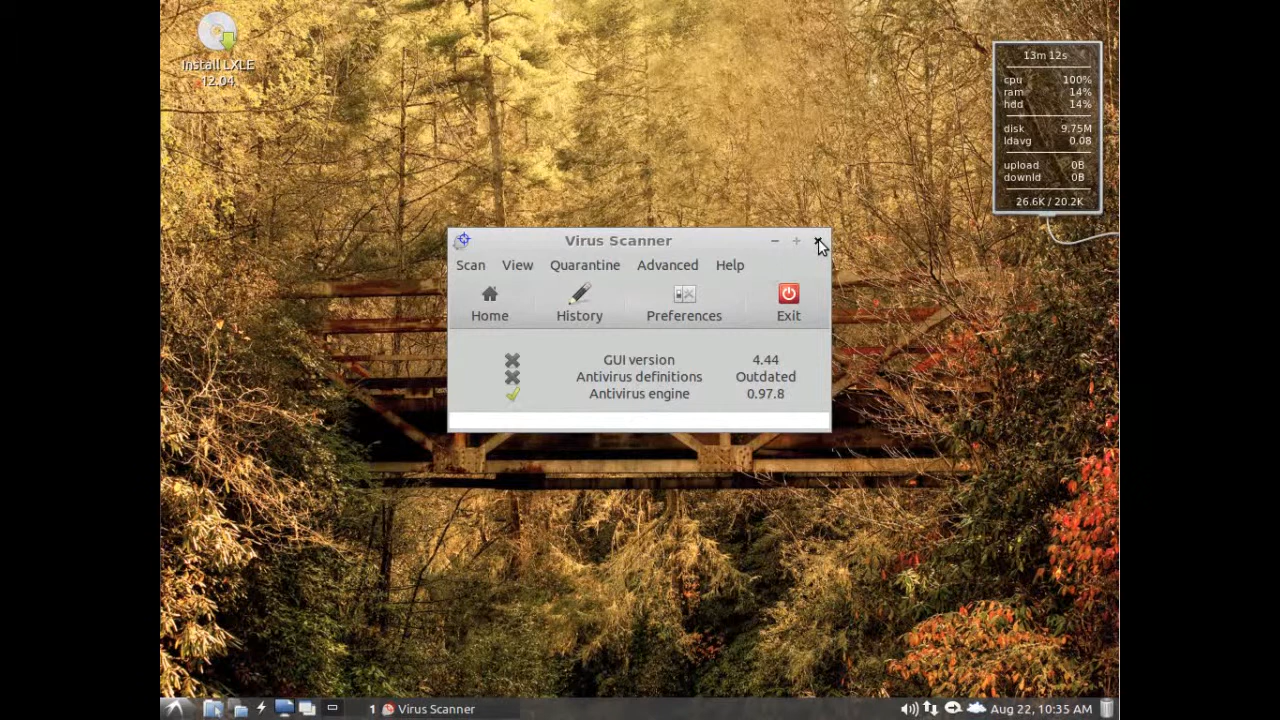 Install LXLE
12.04
13m 12s
cpu 100%
ram 14%
hdd 14%
disk 9.75M
ldavg 0.08
upload 0B
downld 0B
26.6K / 20.2K
Virus Scanner
Scan View Quarantine Advanced Help
Home History Preferences Exit
GUI version 4.44
Antivirus definitions Outdated
Antivirus engine 0.97.8
1 Virus Scanner Aug 22, 10:35 AM